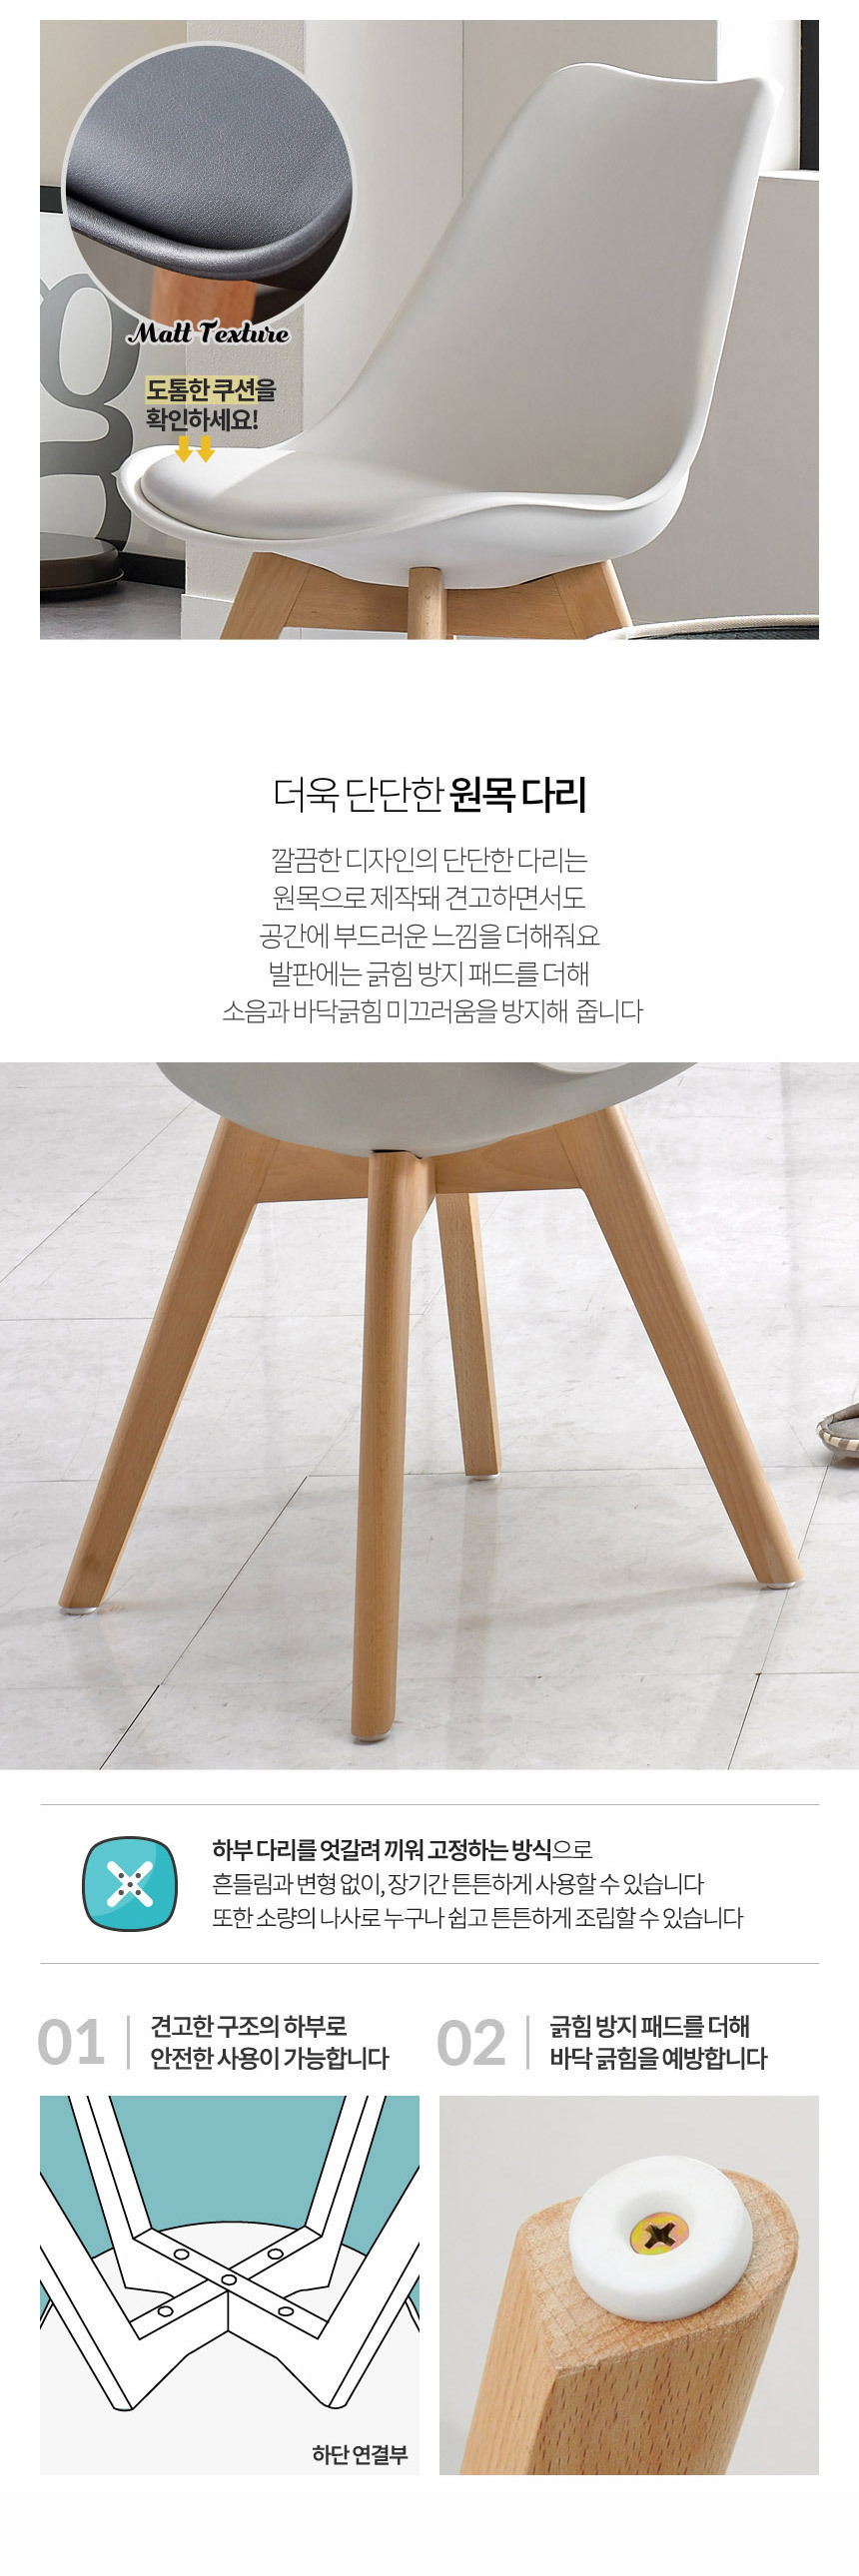 g
Matt Texture
도톰한 쿠션을
확인하세요!
더욱 단단한 원목 다리
깔끔한 디자인의 단단한 다리는
원목으로 제작돼 견고하면서도
공간에 부드러운 느낌을 더해줘요
발판에는 긁힘 방지 패드를 더해
소음과 바닥긁힘 미끄러움을 방지해 줍니다
하부 다리를 엇갈려 끼워 고정하는 방식으로
흔들림과 변형 없이, 장기간 튼튼하게 사용할 수 있습니다
또한 소량의 나사로 누구나 쉽고 튼튼하게 조립할 수 있습니다
01
견고한 구조의 하부로
안전한 사용이 가능합니다
02
긁힘 방지 패드를 더해
바닥 긁힘을 예방합니다
하단 연결부